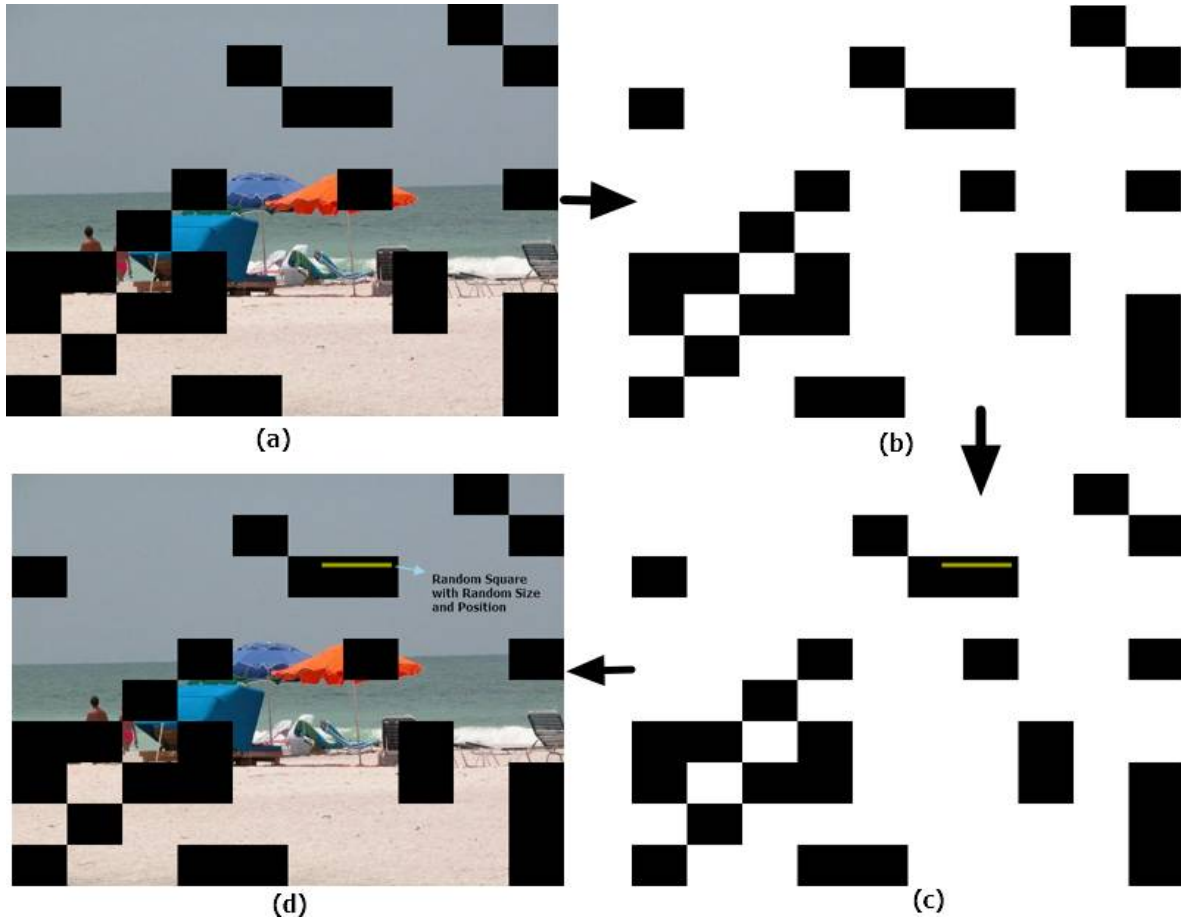 (a)
(b)
Random Square
with Random Size
and Position
(d)
(c)